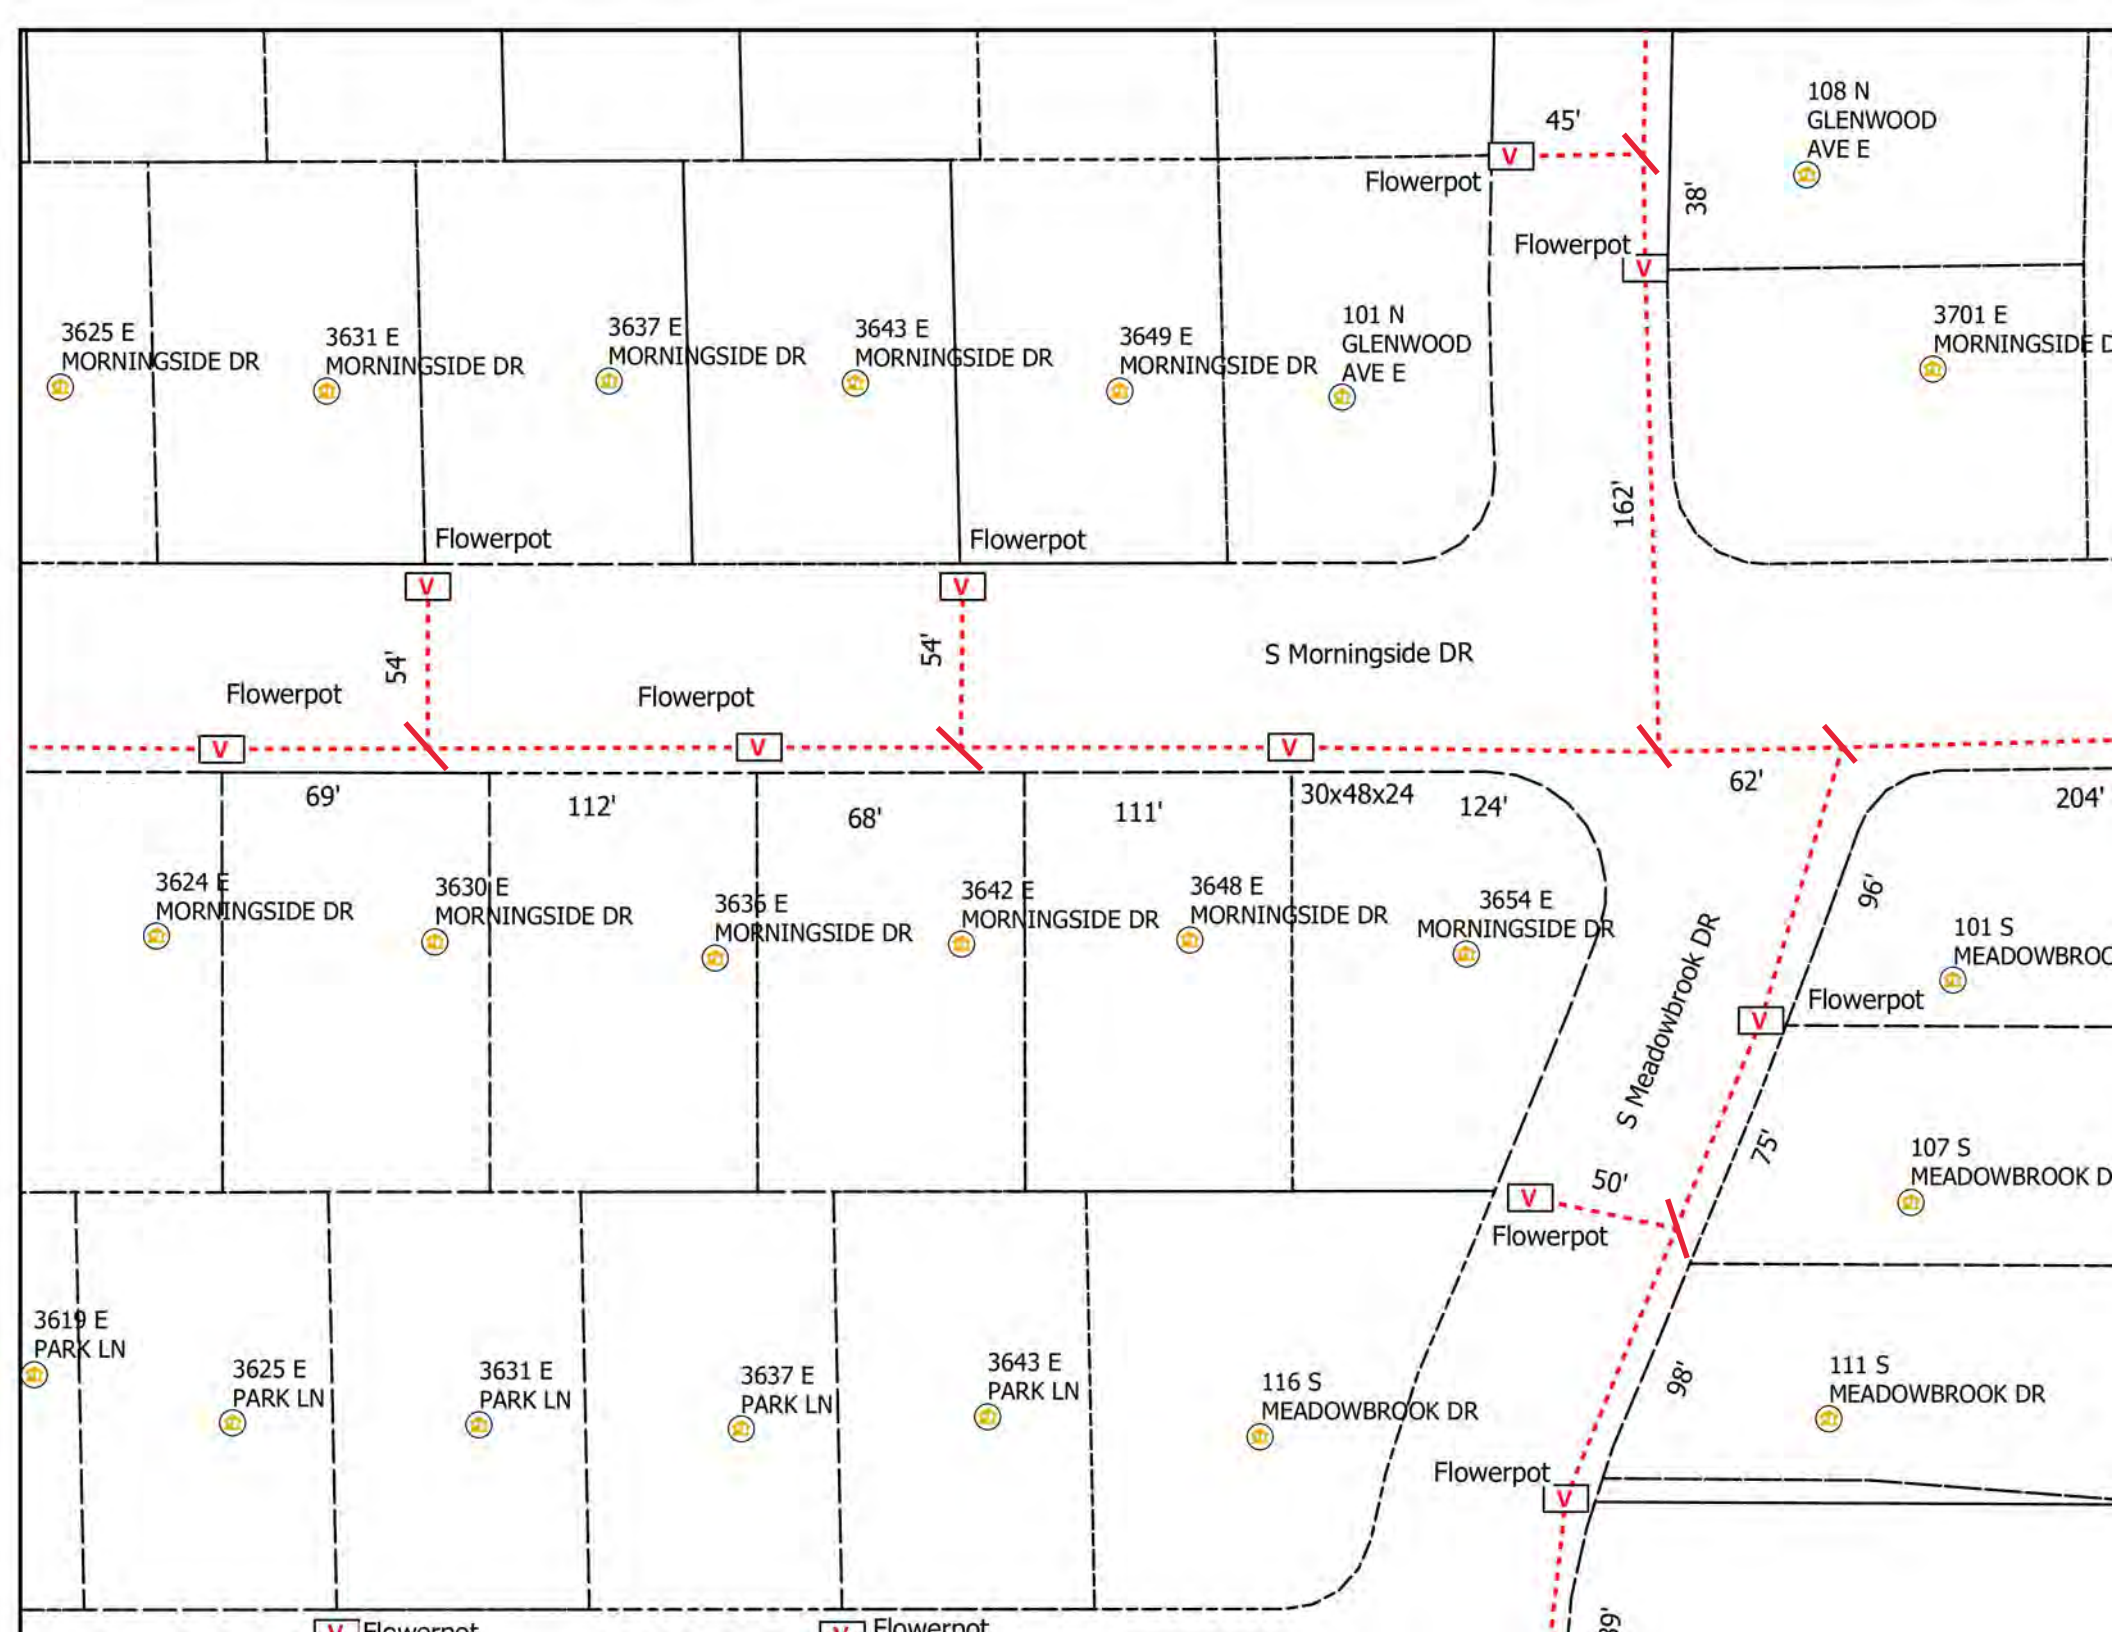 108 N
GLENWOOD
AVE E
45'
V
Flowerpot
38'
Flowerpot
V
3625 E
MORNINGSIDE DR
3631 E
MORNINGSIDE DR
3637 E
MORNINGSIDE DR
3643 E
MORNINGSIDE DR
3649 E
MORNINGSIDE DR
101 N
GLENWOOD
AVE E
3701 E
MORNINGSIDE D
162'
Flowerpot
Flowerpot
V
V
54'
54'
S Morningside DR
Flowerpot
Flowerpot
V
V
V
69'
112'
68'
111'
30x48x24
124'
62'
204'
3624 E
MORNINGSIDE DR
3630 E
MORNINGSIDE DR
3636 E
MORNINGSIDE DR
3642 E
MORNINGSIDE DR
3648 E
MORNINGSIDE DR
3654 E
MORNINGSIDE DR
96'
S Meadowbrook DR
101 S
MEADOWBROO
V
Flowerpot
75'
107 S
MEADOWBROOK D
50'
V
Flowerpot
3619 E
PARK LN
3625 E
PARK LN
3631 E
PARK LN
3637 E
PARK LN
3643 E
PARK LN
116 S
MEADOWBROOK DR
98'
111 S
MEADOWBROOK DR
Flowerpot
V
V
Flowerpot
V
Flowerpot